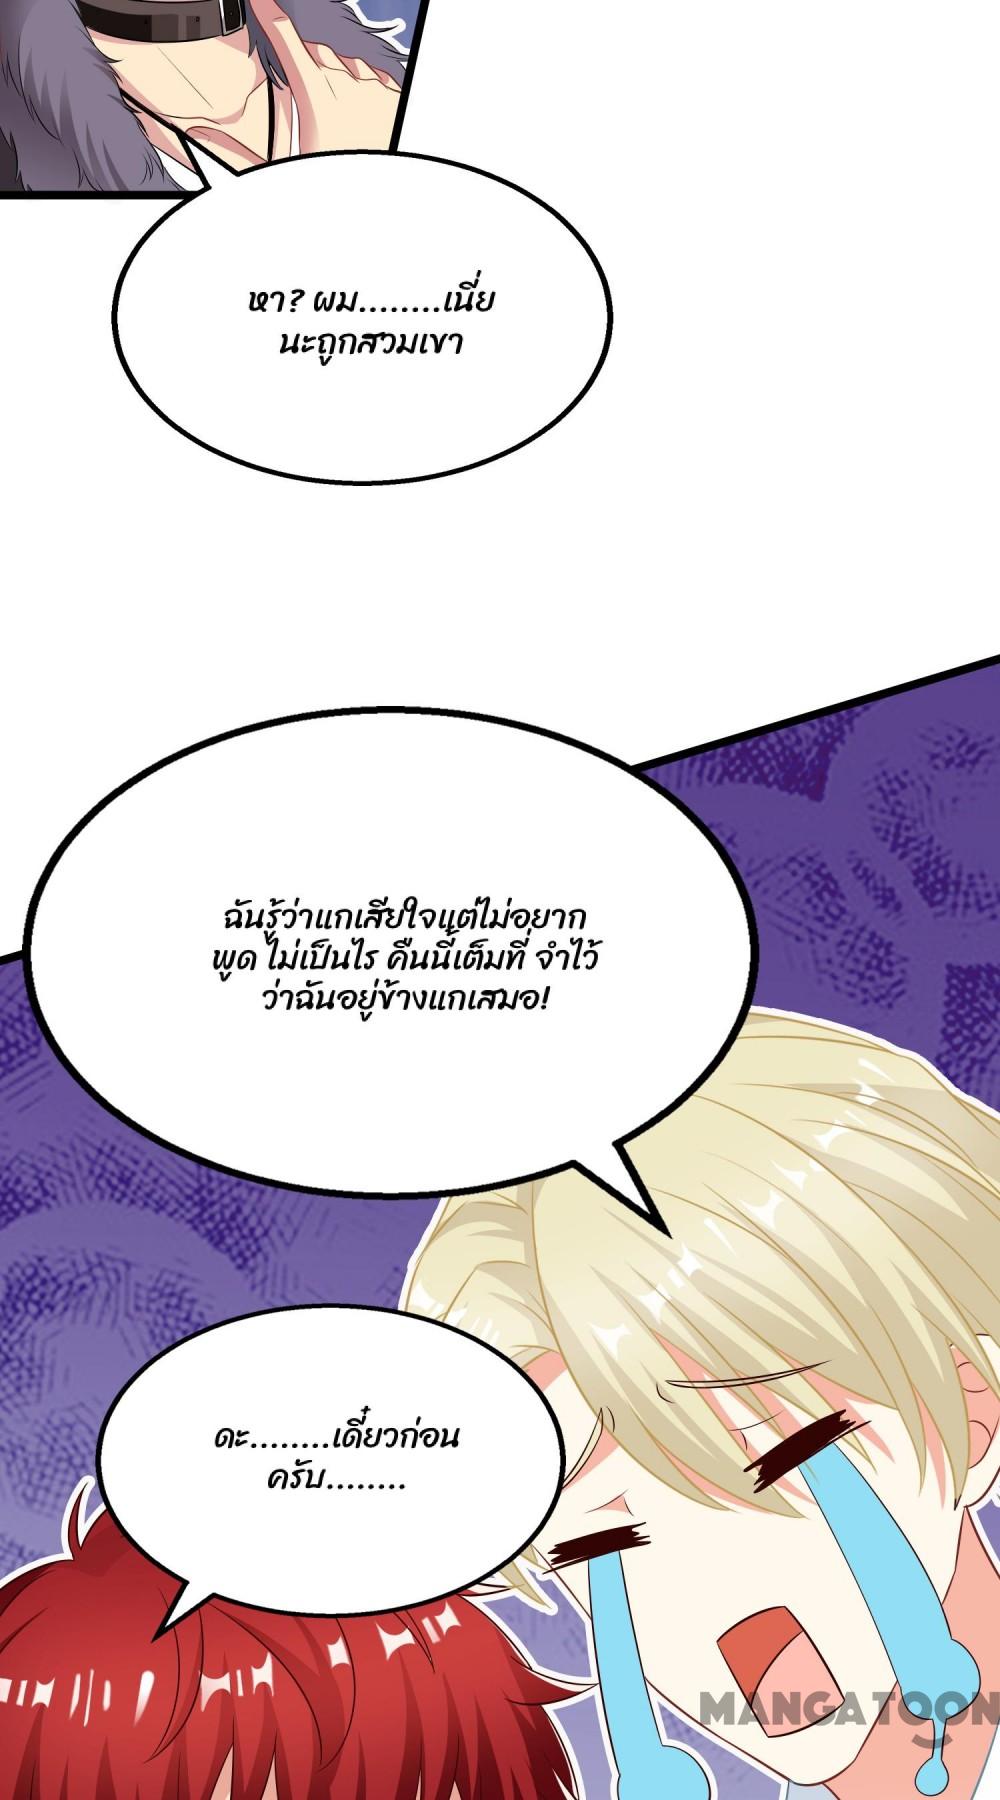 หา? ผม........เนี่ย
นะถูกสวมเขา
ฉันรู้ว่าแกเสียใจแต่ไม่อยาก
พูด ไม่เป็นไร คืนนี้เต็มที่ จำไว้
ว่าฉันอยู่ข้างแกเสมอ!
ดะ........เดี๋ยวก่อน
ครับ........
MANGATOON